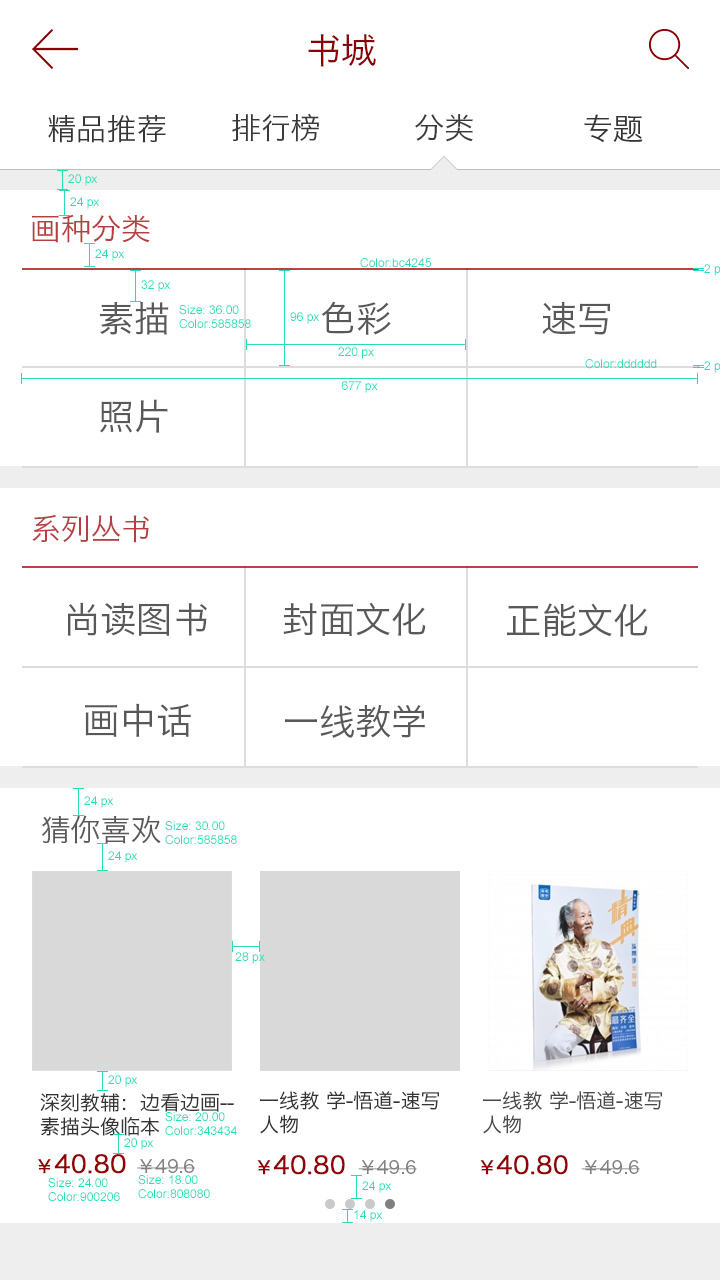 书城
精品推荐 排行榜 分类 专题
20 px
24 px
画种分类
24 px
Color:bc4245
2 p
32 px
素描
Size: 36.00
Color:585858
96 px
色彩
速写
220 px
Color:dddddd
2 p
677 px
照片
系列丛书
尚读图书 封面文化 正能文化
画中话 一线教学
24 px
猜你喜欢
Size: 30.00
Color:585858
24 px
28 px
情典
最齐全
20 px
深刻教辅：边看边画--
素描头像临本
Size: 20.00
Color:343434
20 px
一线教 学-悟道-速写
人物
一线教 学-悟道-速写
人物
¥40.80 ¥49.6
Size: 24.00
Color:900206
Size: 18.00
Color:808080
¥40.80 ¥49.6
¥40.80 ¥49.6
24 px
14 px